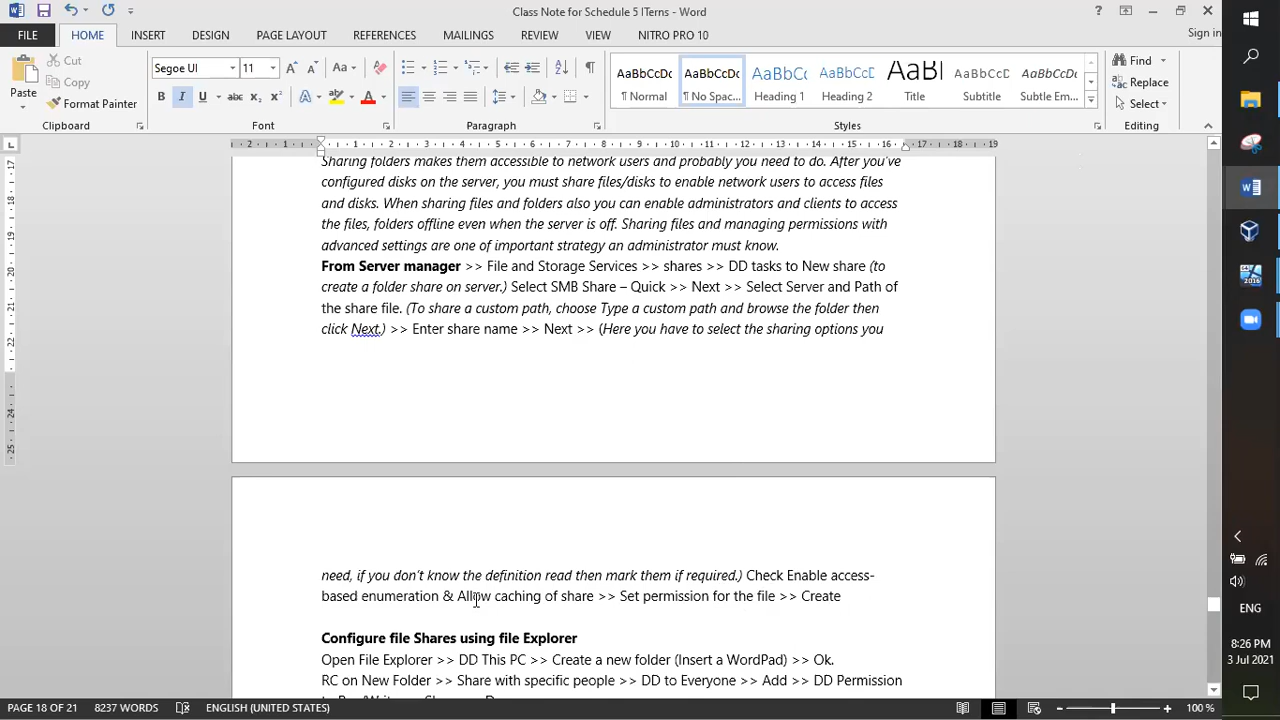 Class Note for Schedule 5 ITerns - Word
Sign in
FILE HOME INSERT DESIGN PAGE LAYOUT REFERENCES MAILINGS REVIEW VIEW NITRO PRO 10
Paste
Cut
Copy
Format Painter
Clipboard
Segoe UI 11
Font
Paragraph
AaBbCcDc AaBbCcDc AaBbCc AaBbCcC AaBl AaBbCcD AaBbCcDc
¶ Normal ¶ No Spac... Heading 1 Heading 2 Title Subtitle Subtle Em...
Styles
Find
Replace
Select
Editing
Sharing folders makes them accessible to network users and probably you need to do. After you've
configured disks on the server, you must share files/disks to enable network users to access files
and disks. When sharing files and folders also you can enable administrators and clients to access
the files, folders offline even when the server is off. Sharing files and managing permissions with
advanced settings are one of important strategy an administrator must know.
From Server manager >> File and Storage Services >> shares >> DD tasks to New share (to
create a folder share on server.) Select SMB Share – Quick >> Next >> Select Server and Path of
the share file. (To share a custom path, choose Type a custom path and browse the folder then
click Next.) >> Enter share name >> Next >> (Here you have to select the sharing options you
need, if you don't know the definition read then mark them if required.) Check Enable access-
based enumeration & Allow caching of share >> Set permission for the file >> Create
Configure file Shares using file Explorer
Open File Explorer >> DD This PC >> Create a new folder (Insert a WordPad) >> Ok.
RC on New Folder >> Share with specific people >> DD to Everyone >> Add >> DD Permission
PAGE 18 OF 21 8237 WORDS ENGLISH (UNITED STATES) 100 %
ENG
8:26 PM
3 Jul 2021